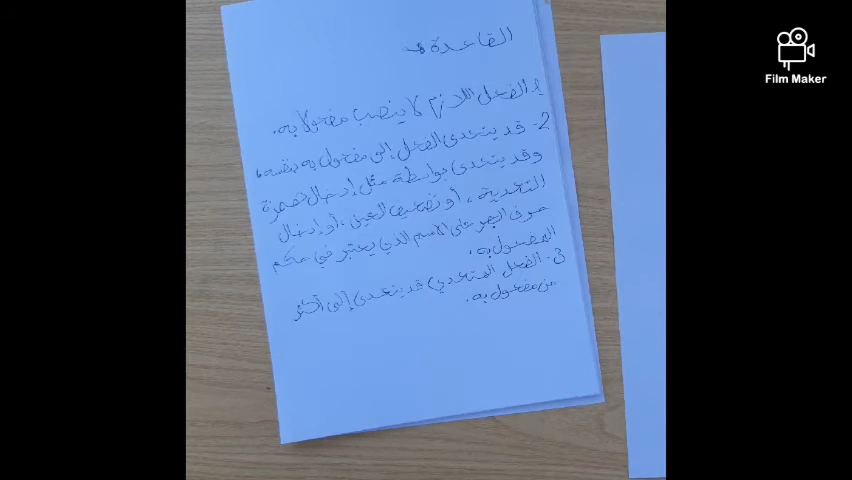 القاعدة:
1- الفعل اللازم لا ينصب مفعولا به.
2- قد يتعدى الفعل إلى مفعول به بنفسه،
وقد يتعدى بواسطة مثل إدخال همزة
التعدية، أو تضعيف العين، أو إدخال
حرف الجر على الاسم الذي يعتبر في حكم
المفعول به.
3- الفعل المتعدي قد يتعدى إلى أكثر
من مفعول به.
Film Maker